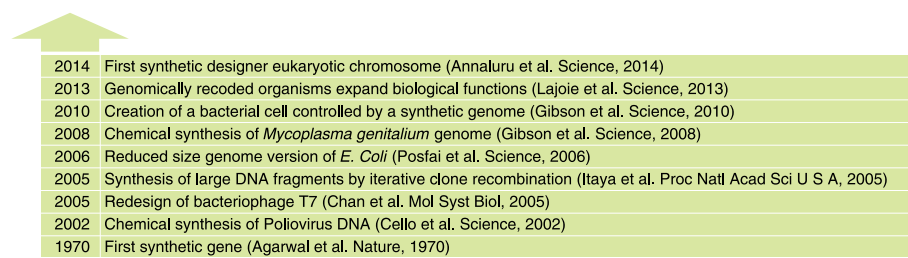 2014 First synthetic designer eukaryotic chromosome (Annaluru et al. Science, 2014)
2013 Genomically recoded organisms expand biological functions (Lajoie et al. Science, 2013)
2010 Creation of a bacterial cell controlled by a synthetic genome (Gibson et al. Science, 2010)
2008 Chemical synthesis of Mycoplasma genitalium genome (Gibson et al. Science, 2008)
2006 Reduced size genome version of E. Coli (Posfai et al. Science, 2006)
2005 Synthesis of large DNA fragments by iterative clone recombination (Itaya et al. Proc Natl Acad Sci U S A, 2005)
2005 Redesign of bacteriophage T7 (Chan et al. Mol Syst Biol, 2005)
2002 Chemical synthesis of Poliovirus DNA (Cello et al. Science, 2002)
1970 First synthetic gene (Agarwal et al. Nature, 1970)